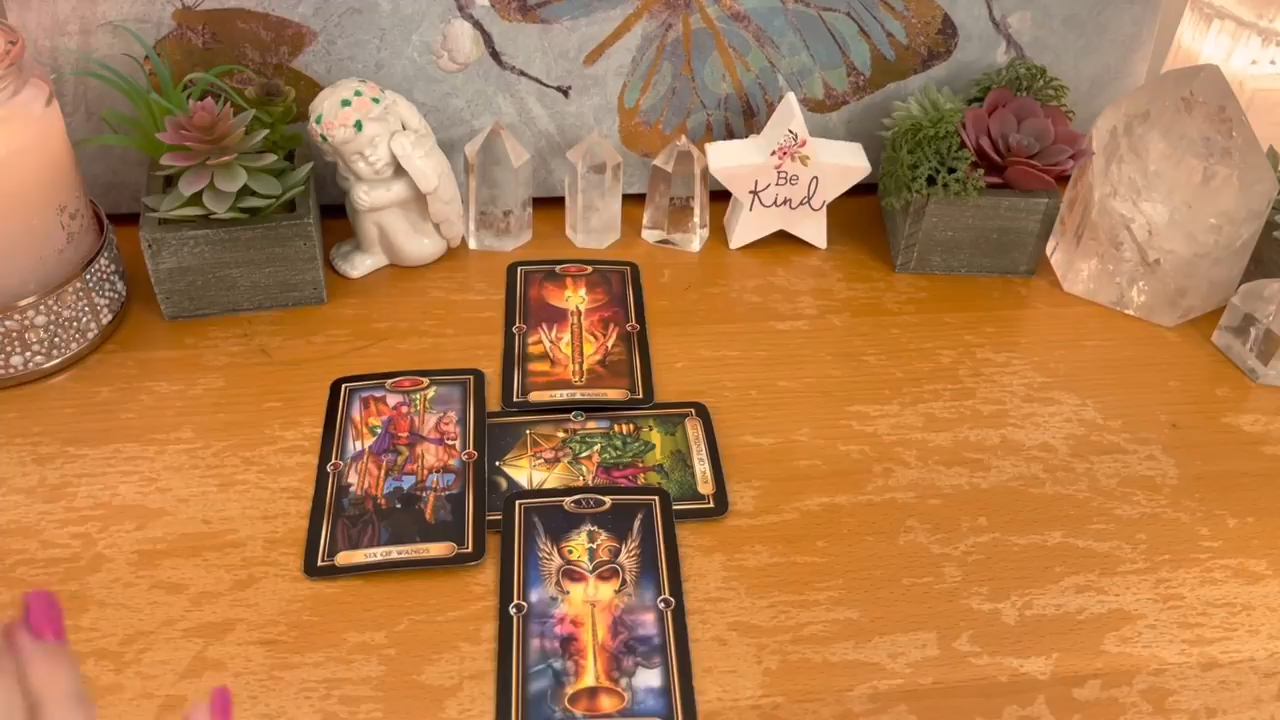 Be
Kind
ACE OF WANDS
KING OF PENTACLES
SIX OF WANDS
XX